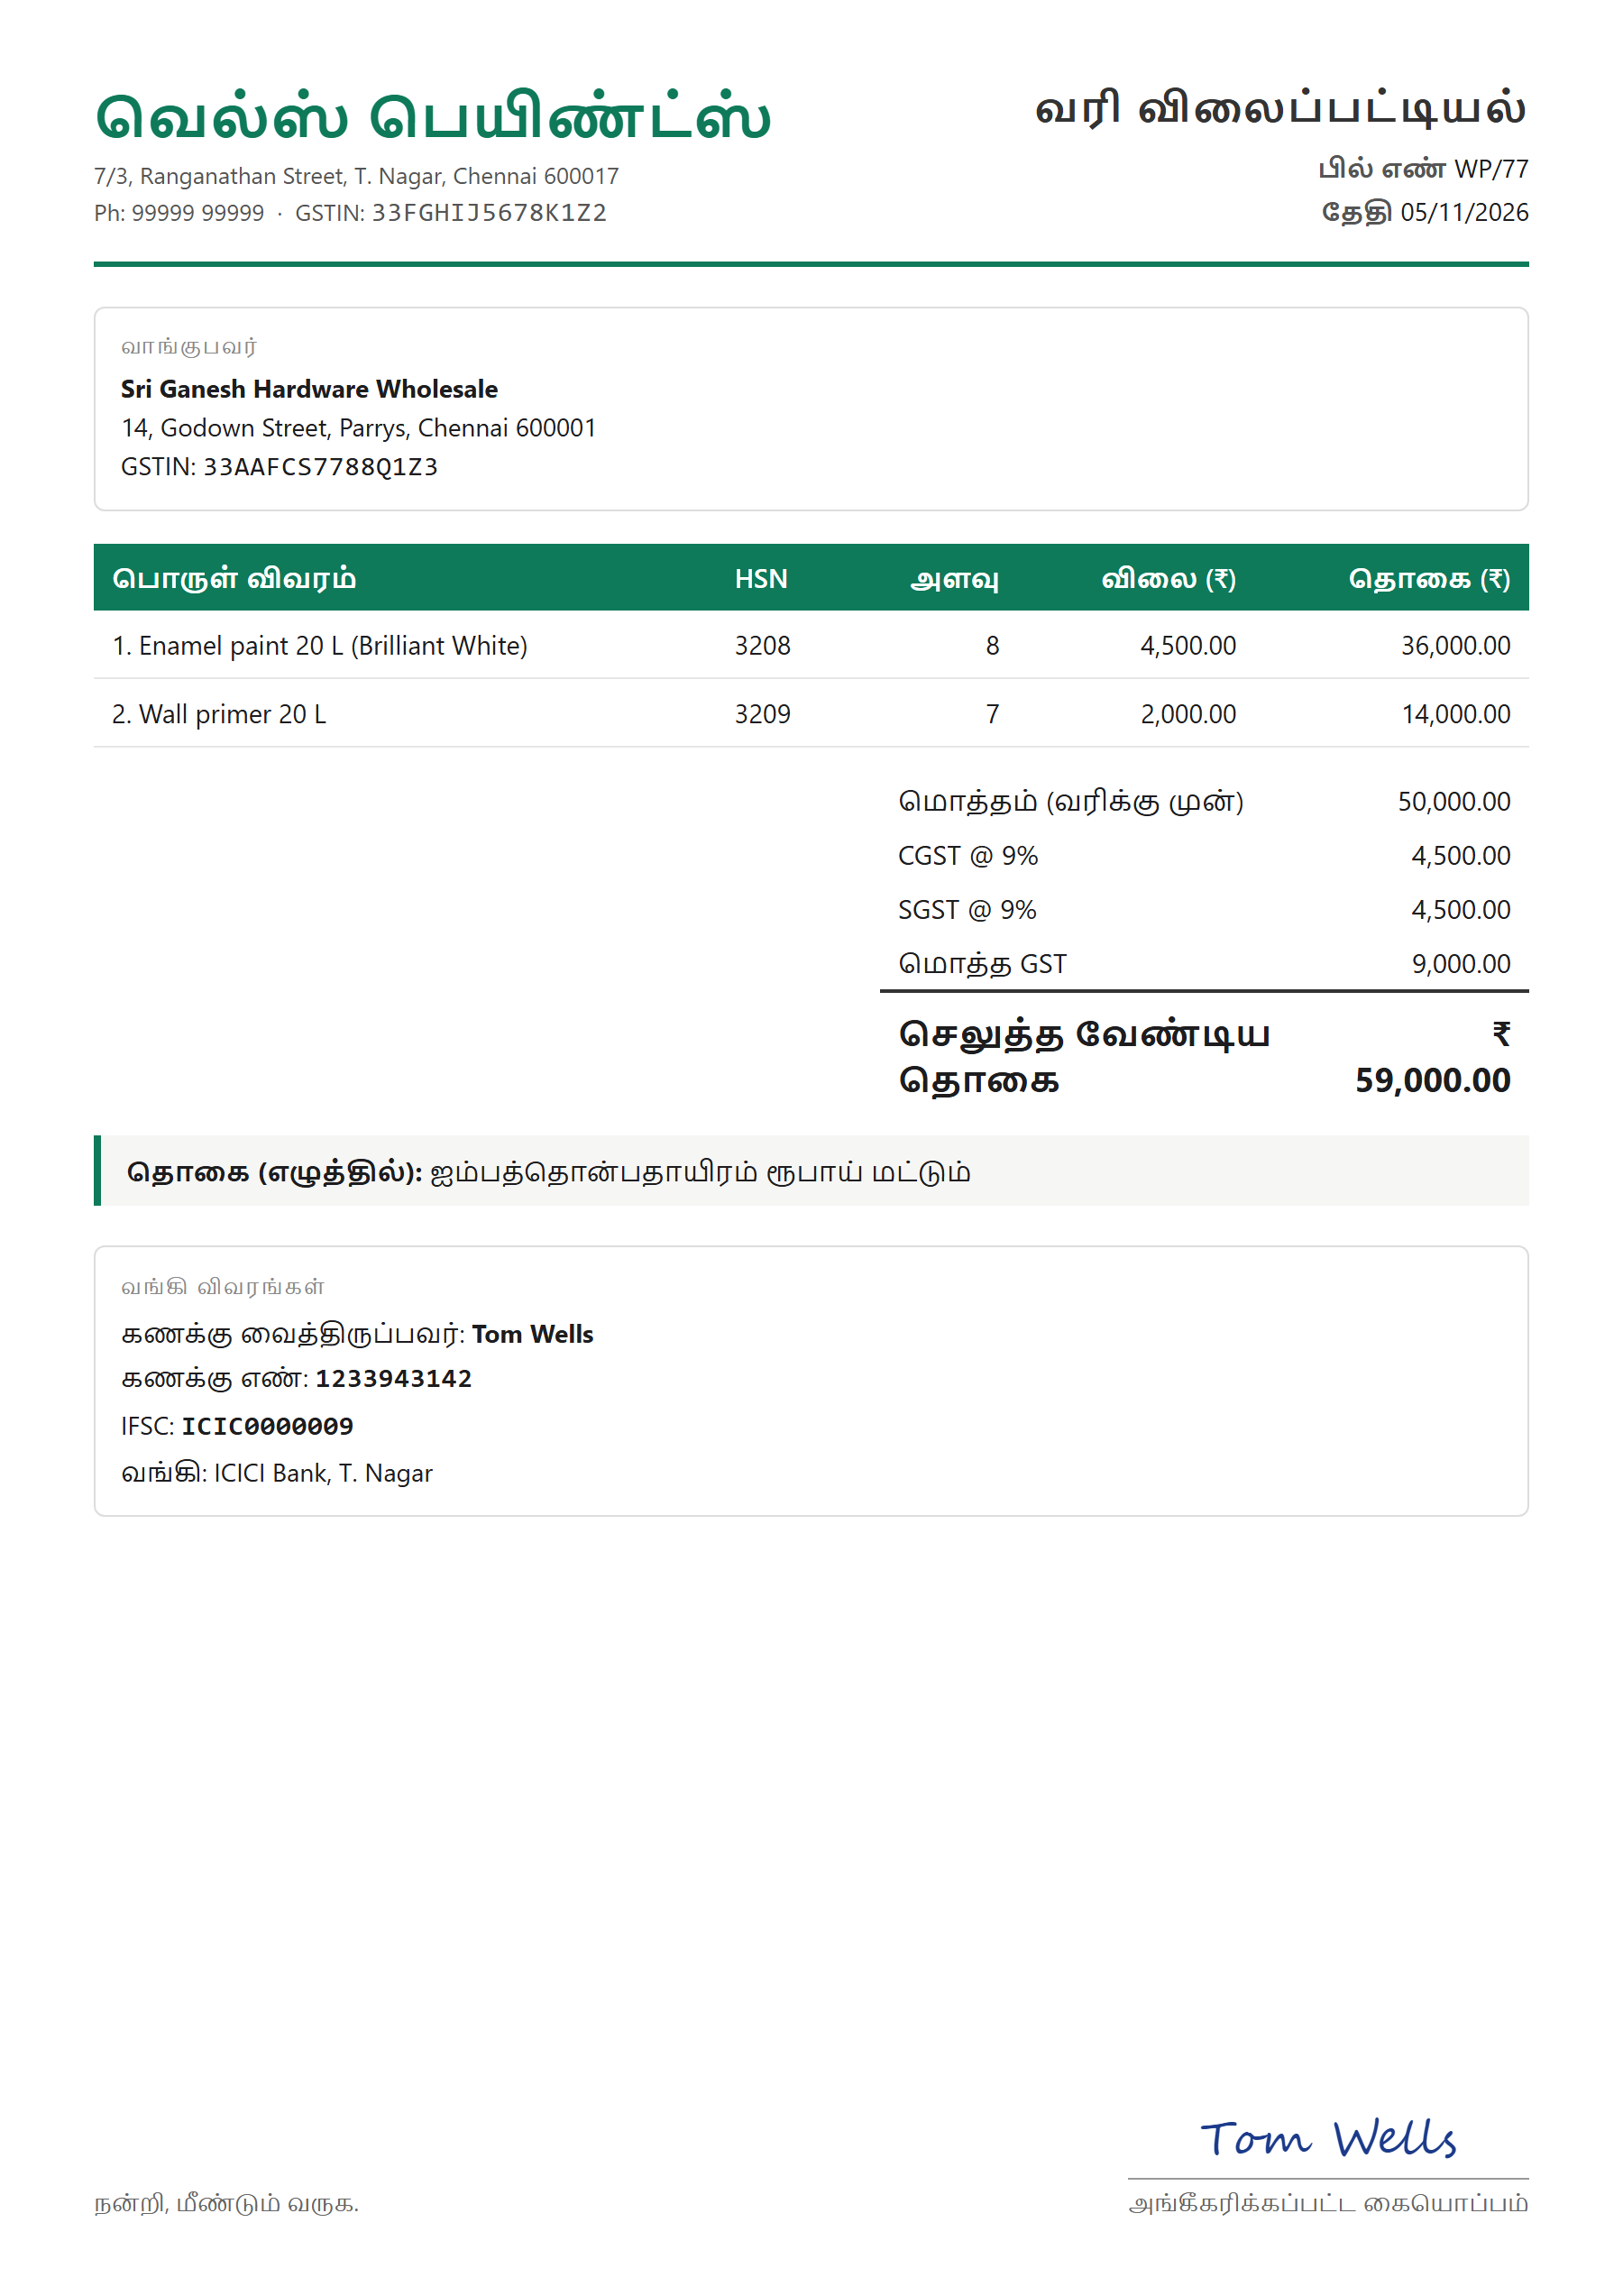 வெல்ஸ் பெயிண்ட்ஸ்
7/3, Ranganathan Street, T. Nagar, Chennai 600017
Ph: 99999 99999 · GSTIN: 33FGHIJ5678K1Z2
வரி விலைப்பட்டியல்
பில் எண் WP/77
தேதி 05/11/2026
வாங்குபவர்
Sri Ganesh Hardware Wholesale
14, Godown Street, Parrys, Chennai 600001
GSTIN: 33AAFCS7788Q1Z3
பொருள் விவரம் HSN அளவு விலை (₹) தொகை (₹)
1. Enamel paint 20 L (Brilliant White) 3208 8 4,500.00 36,000.00
2. Wall primer 20 L 3209 7 2,000.00 14,000.00
மொத்தம் (வரிக்கு முன்) 50,000.00
CGST @ 9% 4,500.00
SGST @ 9% 4,500.00
மொத்த GST 9,000.00
செலுத்த வேண்டிய ₹
தொகை 59,000.00
தொகை (எழுத்தில்): ஐம்பத்தொன்பதாயிரம் ரூபாய் மட்டும்
வங்கி விவரங்கள்
கணக்கு வைத்திருப்பவர்: Tom Wells
கணக்கு எண்: 1233943142
IFSC: ICIC0000009
வங்கி: ICICI Bank, T. Nagar
Tom Wells
நன்றி, மீண்டும் வருக.
அங்கீகரிக்கப்பட்ட கையொப்பம்